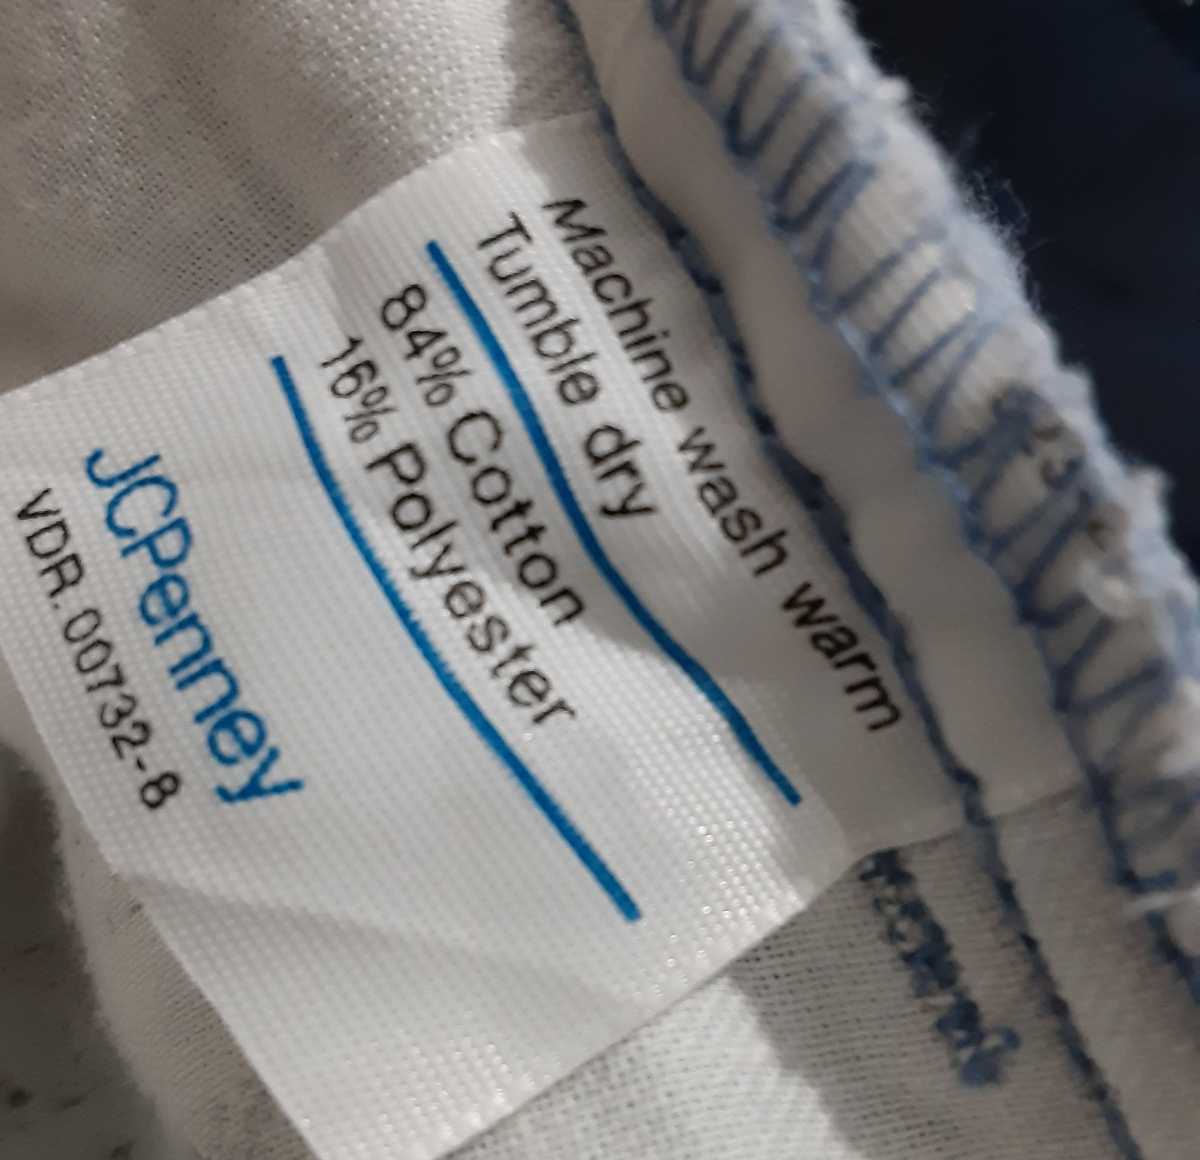 Machine wash warm
Tumble dry
84% Cotton
16% Polyester
JCPenney
VDR.00732-8